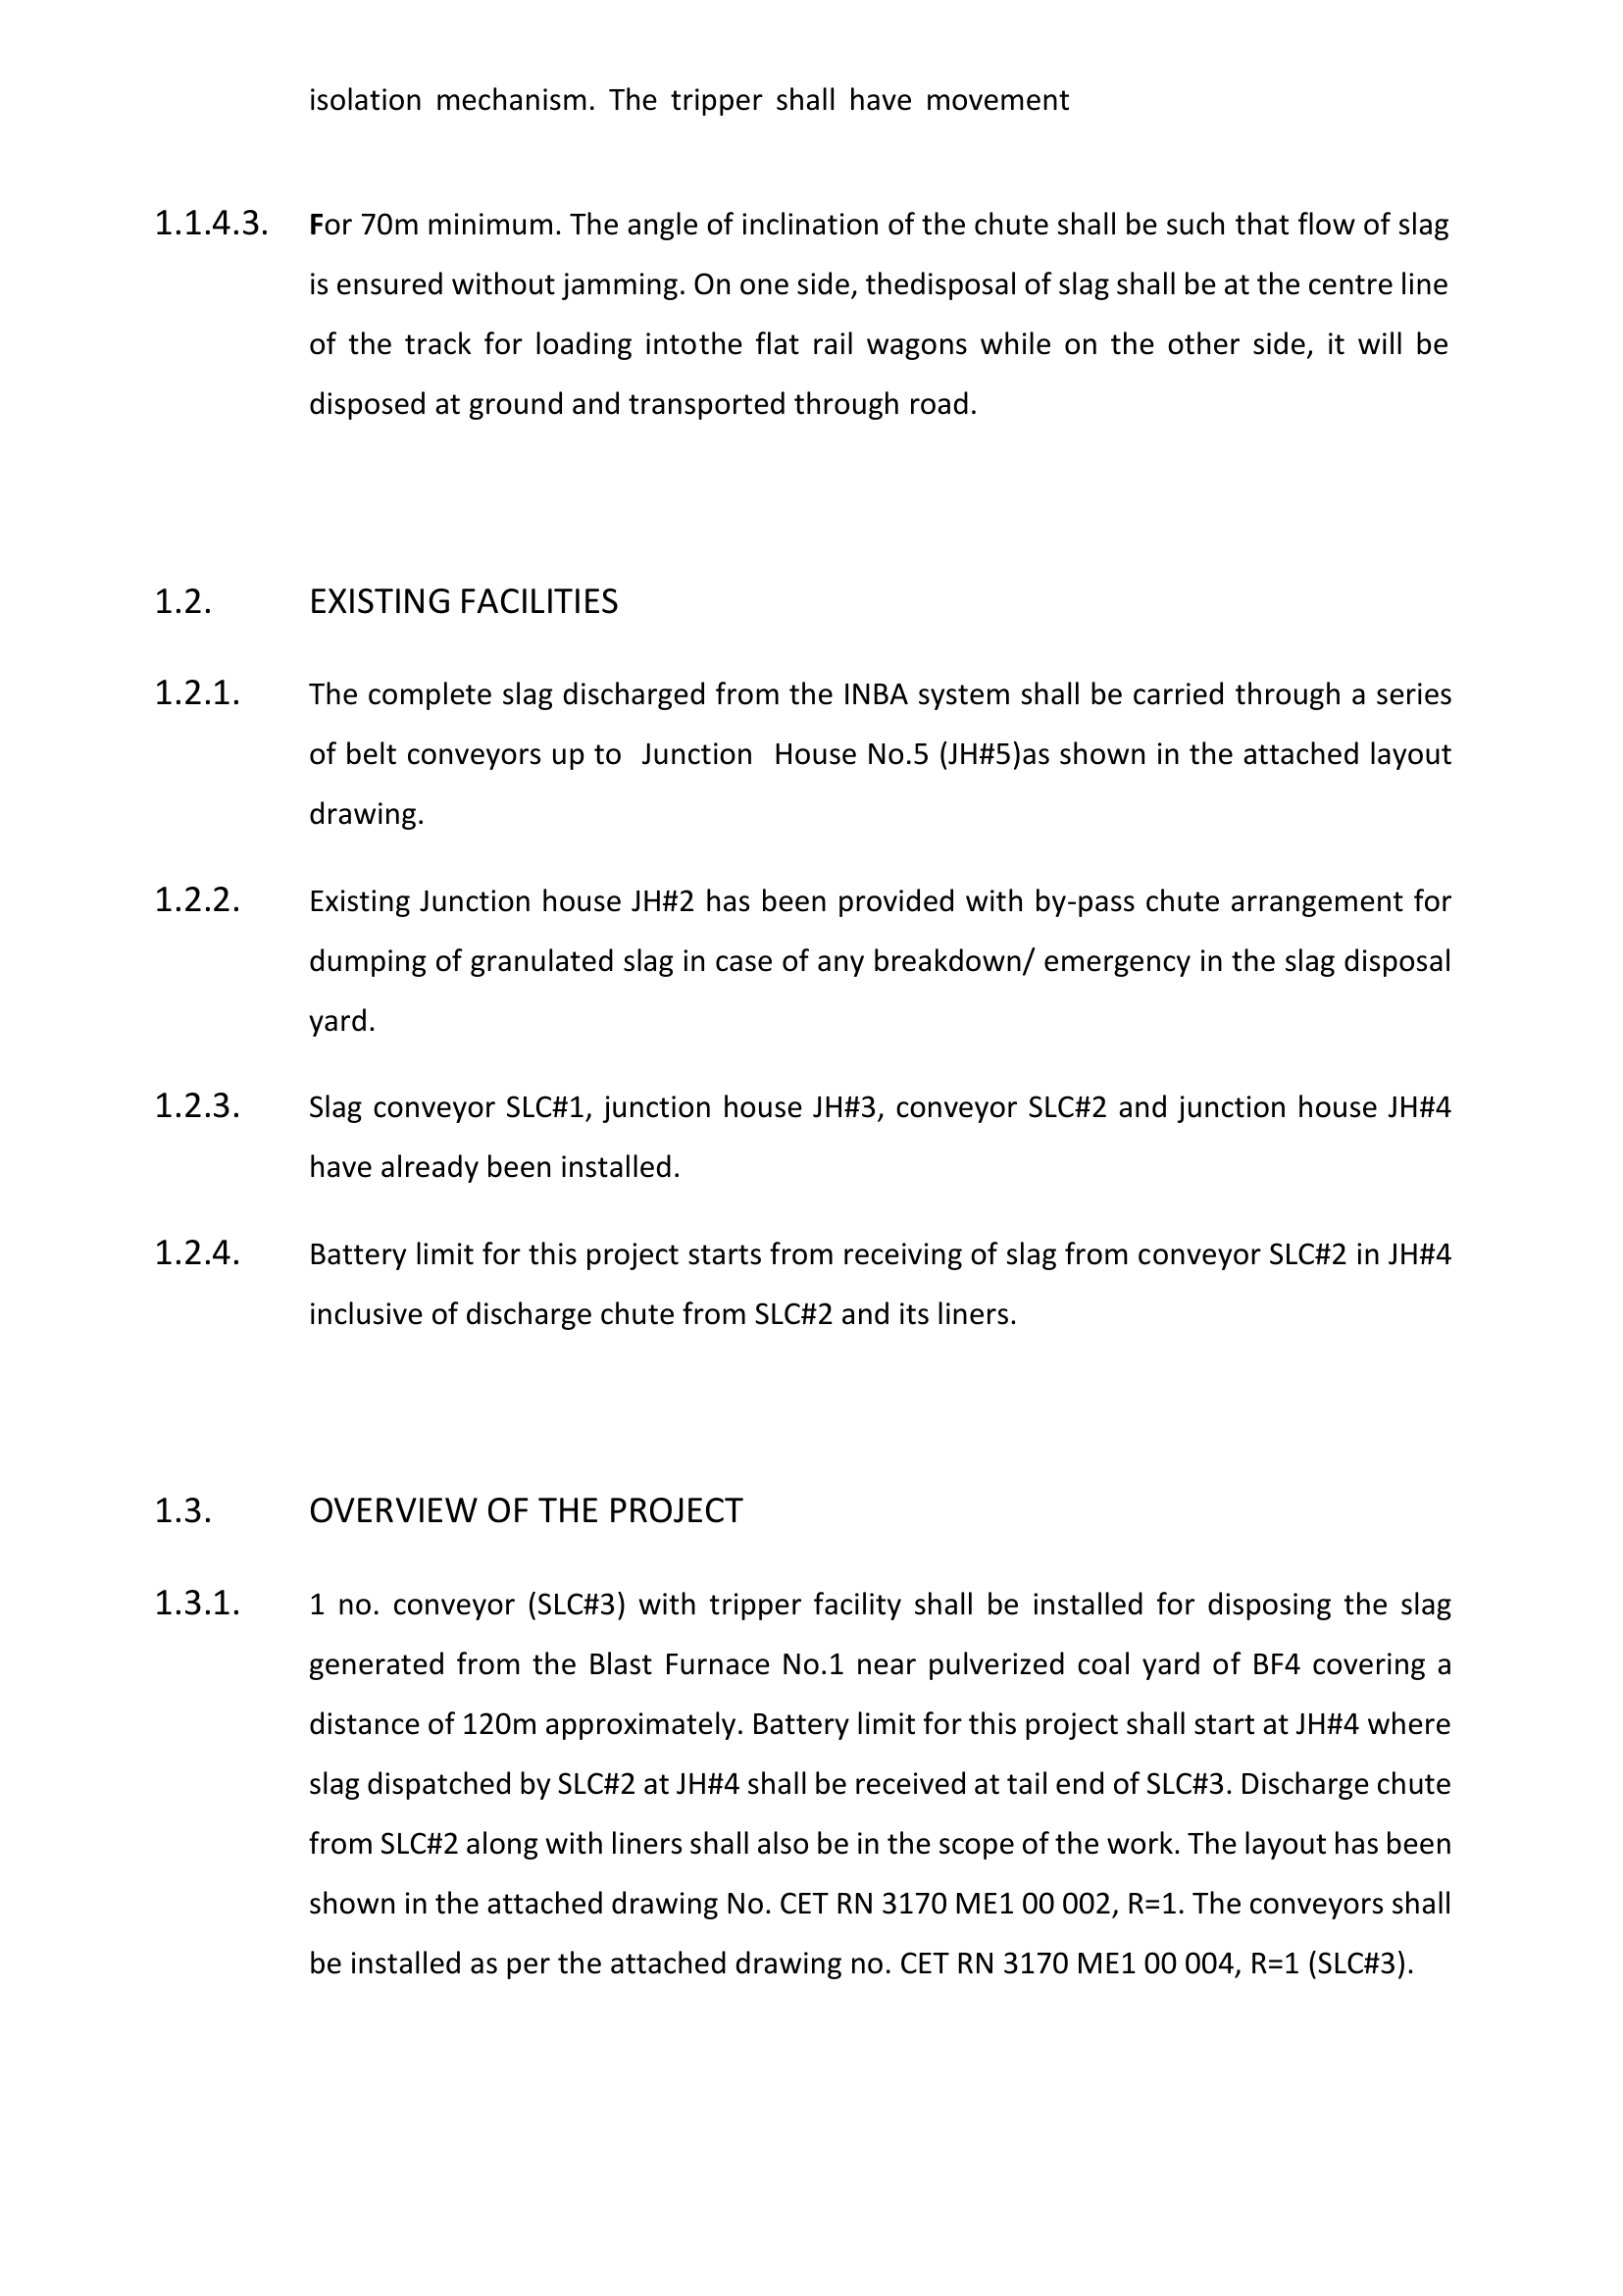 isolation mechanism. The tripper shall have movement
1.1.4.3. For 70m minimum. The angle of inclination of the chute shall be such that flow of slag
is ensured without jamming. On one side, thedisposal of slag shall be at the centre line
of the track for loading intothe flat rail wagons while on the other side, it will be
disposed at ground and transported through road.
1.2. EXISTING FACILITIES
1.2.1. The complete slag discharged from the INBA system shall be carried through a series
of belt conveyors up to Junction House No.5 (JH#5)as shown in the attached layout
drawing.
1.2.2. Existing Junction house JH#2 has been provided with by-pass chute arrangement for
dumping of granulated slag in case of any breakdown/ emergency in the slag disposal
yard.
1.2.3. Slag conveyor SLC#1, junction house JH#3, conveyor SLC#2 and junction house JH#4
have already been installed.
1.2.4. Battery limit for this project starts from receiving of slag from conveyor SLC#2 in JH#4
inclusive of discharge chute from SLC#2 and its liners.
1.3. OVERVIEW OF THE PROJECT
1.3.1. 1 no. conveyor (SLC#3) with tripper facility shall be installed for disposing the slag
generated from the Blast Furnace No.1 near pulverized coal yard of BF4 covering a
distance of 120m approximately. Battery limit for this project shall start at JH#4 where
slag dispatched by SLC#2 at JH#4 shall be received at tail end of SLC#3. Discharge chute
from SLC#2 along with liners shall also be in the scope of the work. The layout has been
shown in the attached drawing No. CET RN 3170 ME1 00 002, R=1. The conveyors shall
be installed as per the attached drawing no. CET RN 3170 ME1 00 004, R=1 (SLC#3).